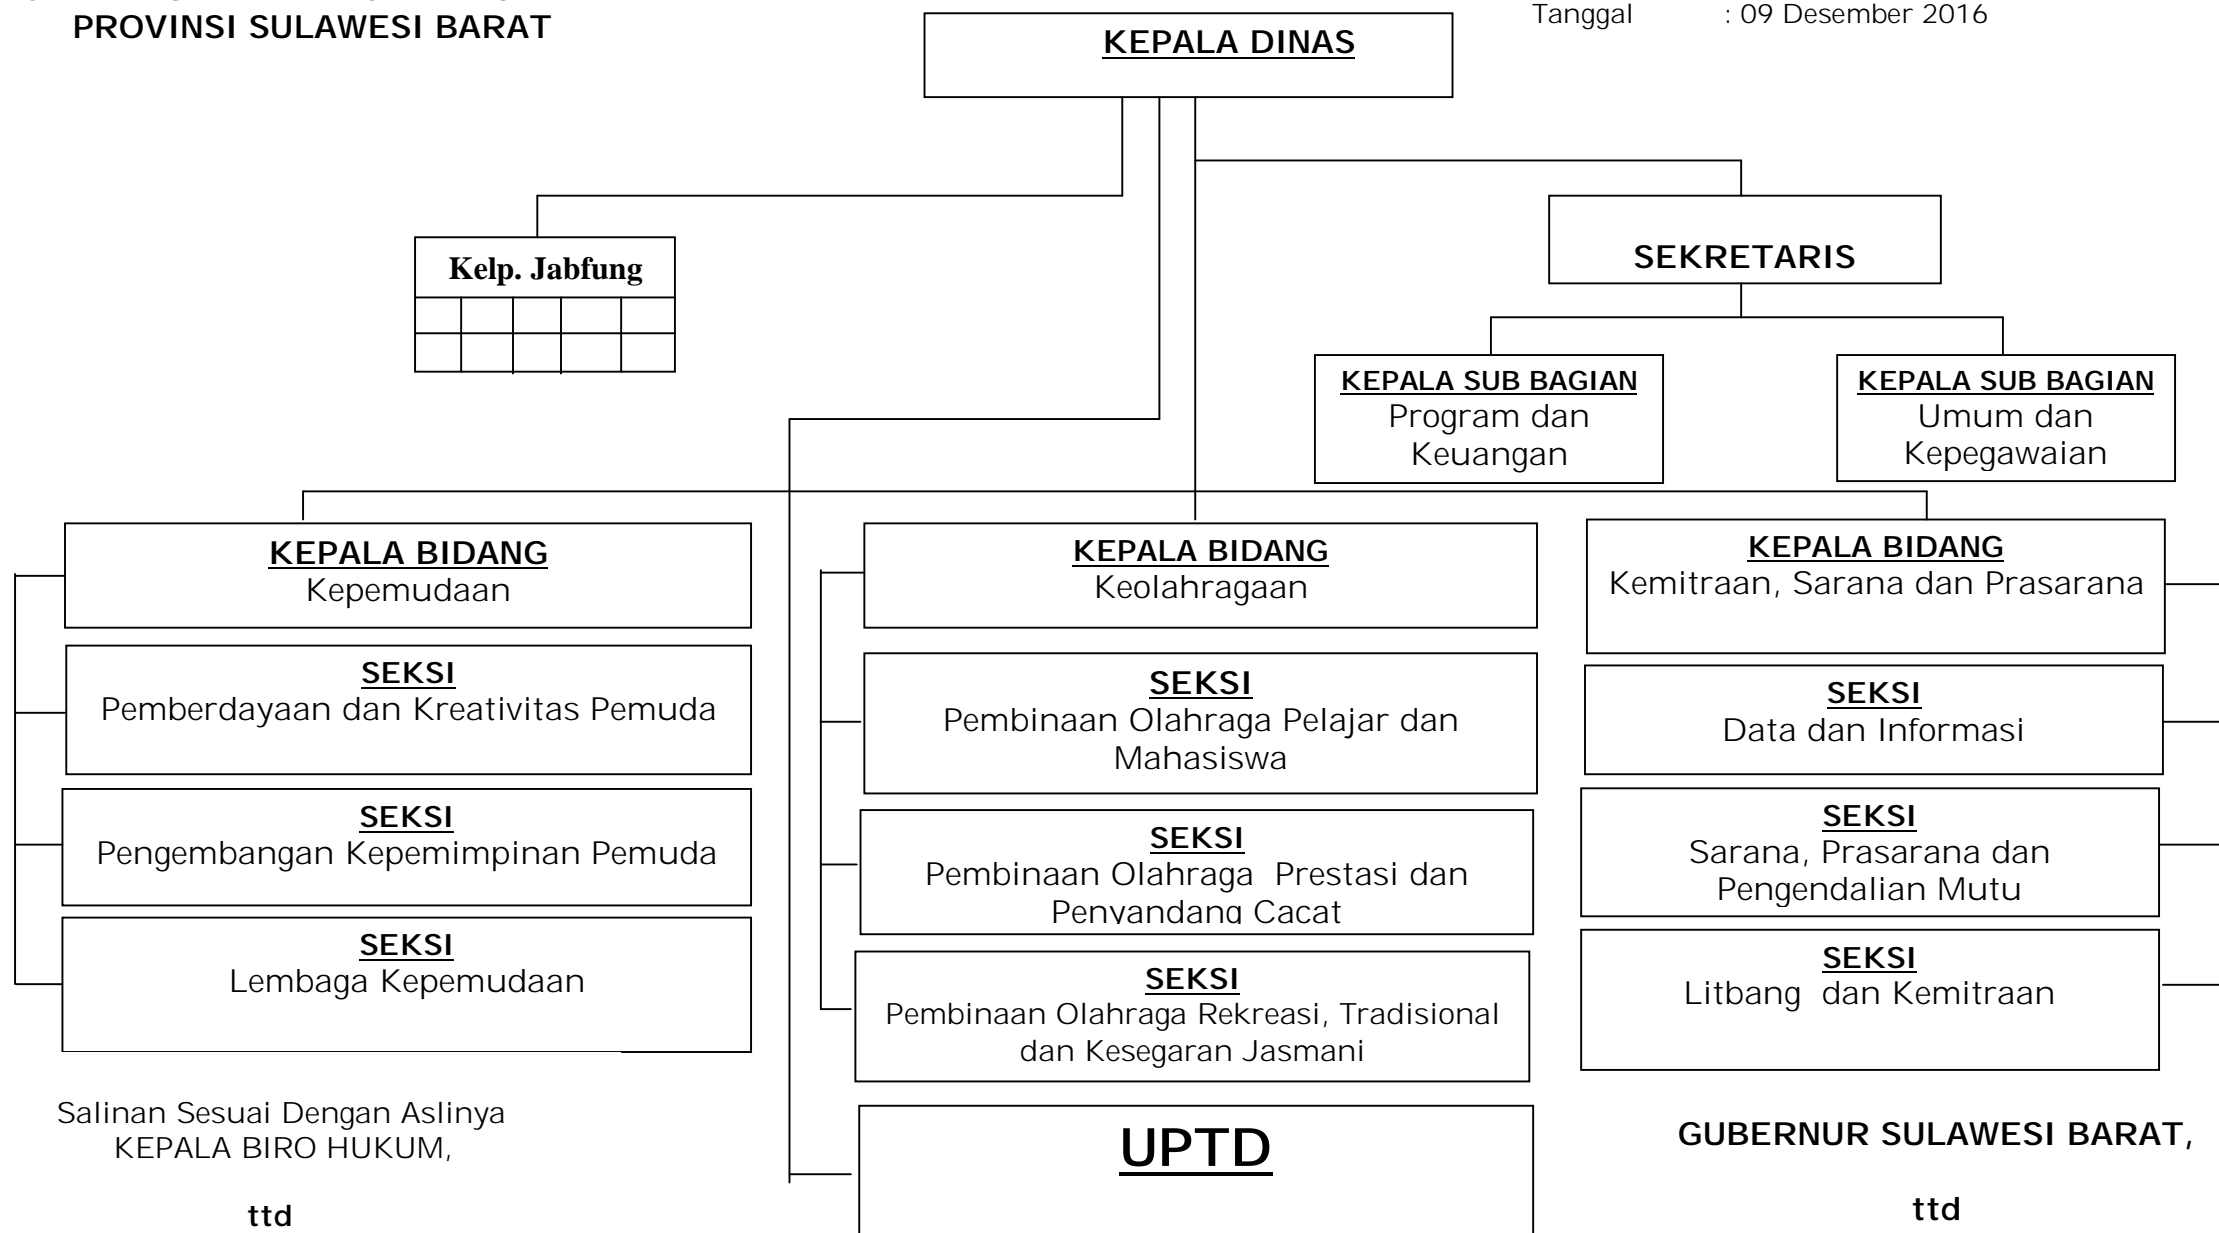 PROVINSI SULAWESI BARAT
Tanggal : 09 Desember 2016
KEPALA DINAS
Kelp. Jabfung
SEKRETARIS
KEPALA SUB BAGIAN
Program dan
Keuangan
KEPALA SUB BAGIAN
Umum dan
Kepegawaian
KEPALA BIDANG
Kepemudaan
SEKSI
Pemberdayaan dan Kreativitas Pemuda
SEKSI
Pengembangan Kepemimpinan Pemuda
SEKSI
Lembaga Kepemudaan
KEPALA BIDANG
Keolahragaan
SEKSI
Pembinaan Olahraga Pelajar dan
Mahasiswa
SEKSI
Pembinaan Olahraga Prestasi dan
Penyandang Cacat
SEKSI
Pembinaan Olahraga Rekreasi, Tradisional
dan Kesegaran Jasmani
KEPALA BIDANG
Kemitraan, Sarana dan Prasarana
SEKSI
Data dan Informasi
SEKSI
Sarana, Prasarana dan
Pengendalian Mutu
SEKSI
Litbang dan Kemitraan
UPTD
Salinan Sesuai Dengan Aslinya
KEPALA BIRO HUKUM,
ttd
GUBERNUR SULAWESI BARAT,
ttd